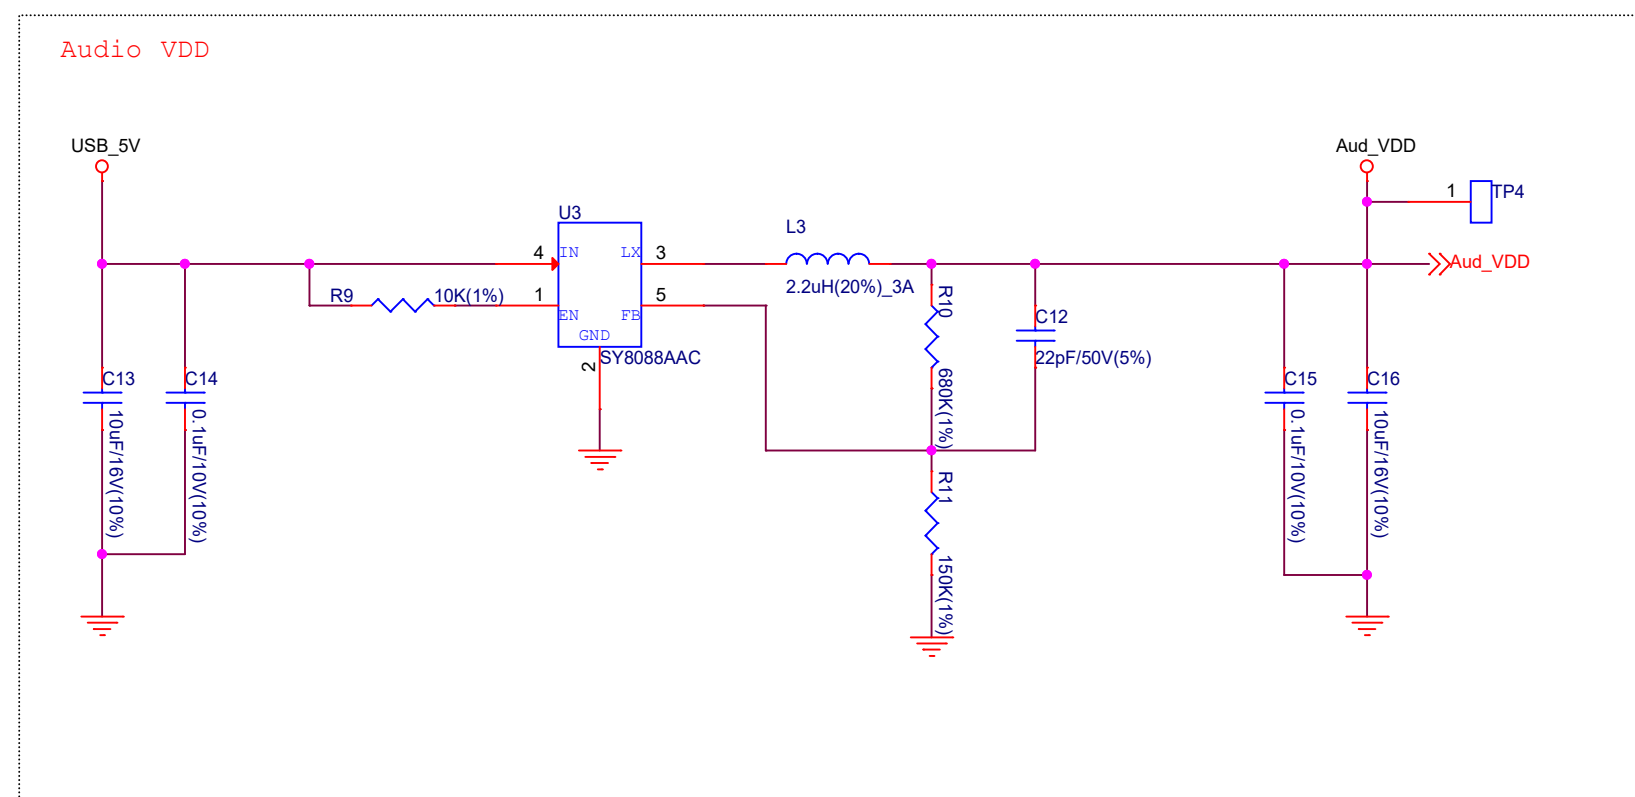 Audio VDD
USB_5V
Aud_VDD
1
TP4
U3
L3
4
IN
LX
3
Aud_VDD
R9
10K(1%)
1
EN
FB
5
2.2uH(20%)_3A
R10
C12
GND
SY8088AAC
22pF/50V(5%)
2
C13
C14
680K(1%)
C15
C16
10uF/16V(10%)
0.1uF/10V(10%)
0.1uF/10V(10%)
10uF/16V(10%)
R11
150K(1%)